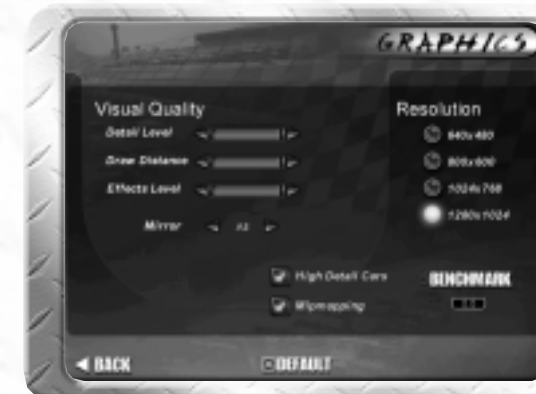 GRAPHICS
Visual Quality
Detail Level
Draw Distance
Effects Level
Mirror
Resolution
640x480
800x600
1024x768
1280x1024
High Detail Cars
Mipmapping
BENCHMARK
BACK
DEFAULT